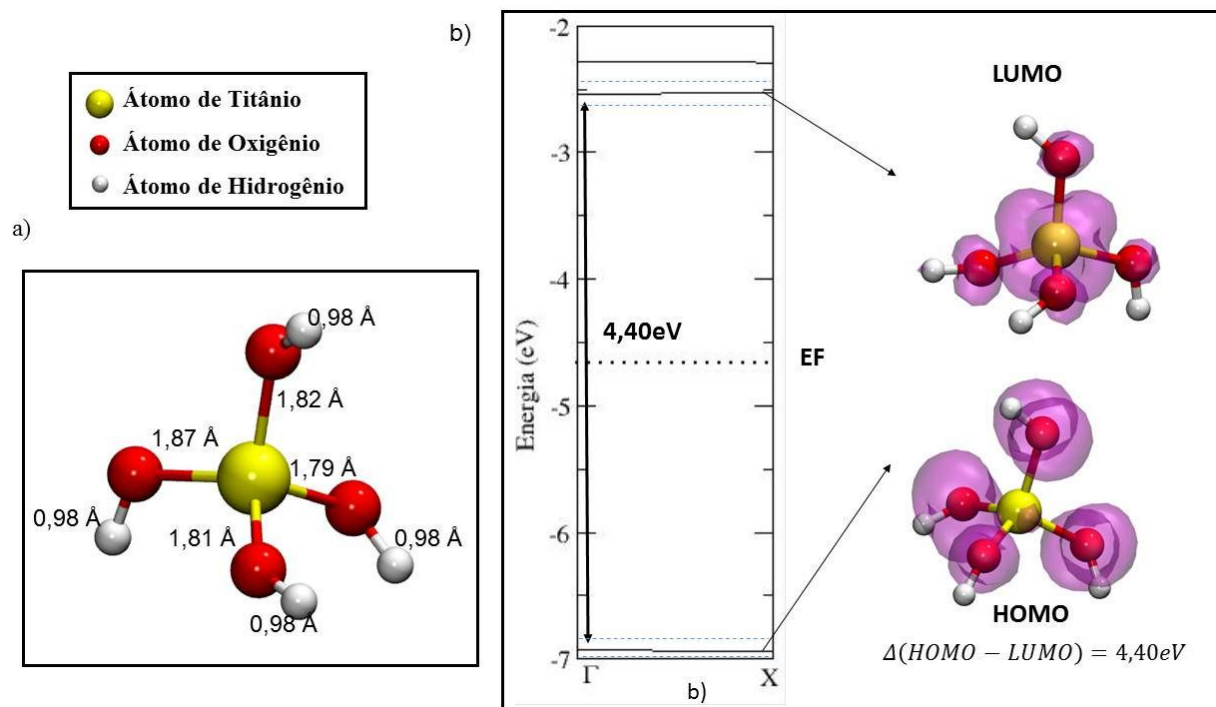 Átomo de Titânio
Átomo de Oxigênio
Átomo de Hidrogênio
a)
0,98 Å
1,82 Å
1,87 Å
1,79 Å
0,98 Å
1,81 Å
0,98 Å
0,98 Å
b)
-2
-3
-4
-5
-6
-7
Energia (eV)
4,40eV
EF
Γ
X
b)
LUMO
HOMO
Δ(HOMO − LUMO) = 4,40eV